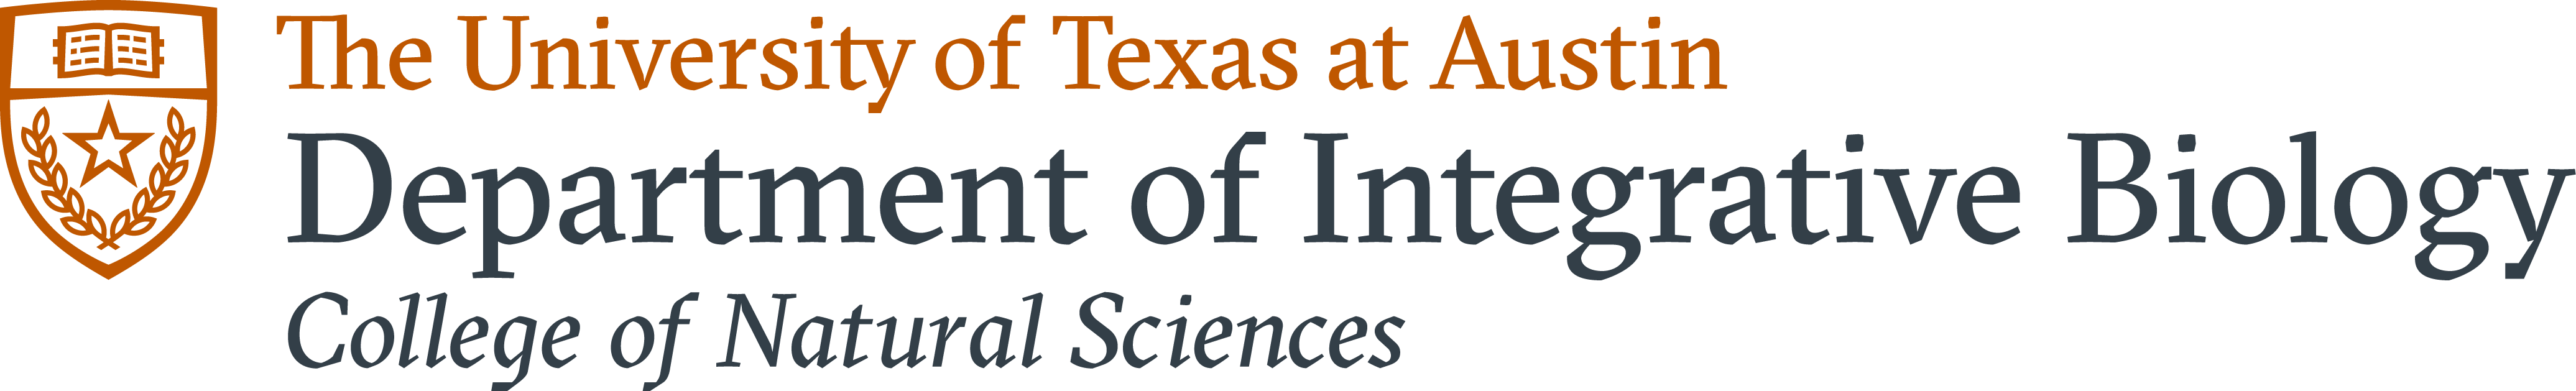 The University of Texas at Austin
Department of Integrative Biology
College of Natural Sciences